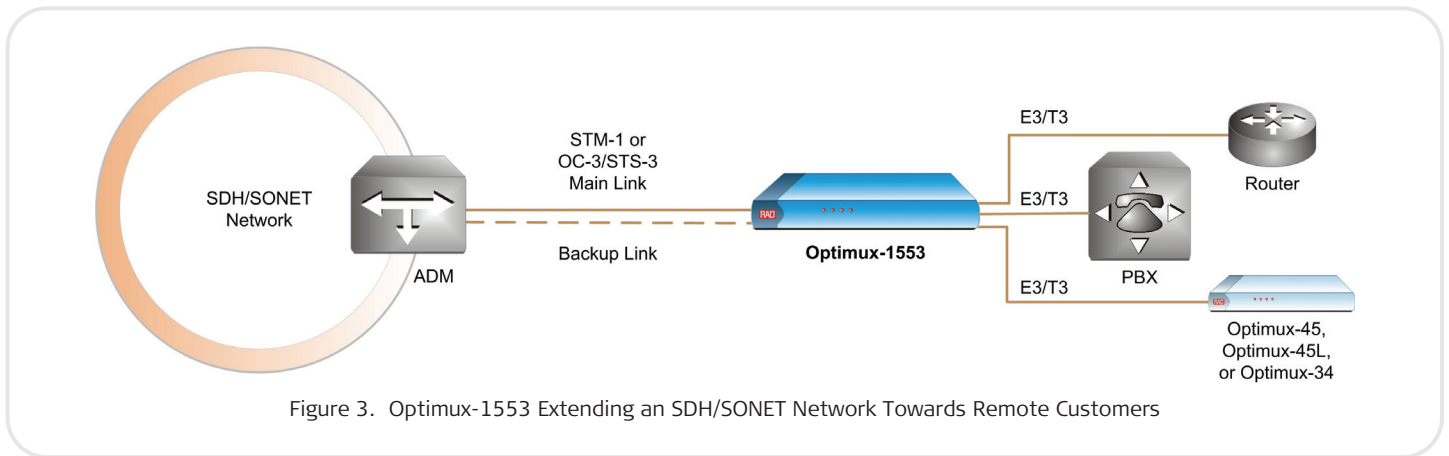 SDH/SONET
Network
ADM
STM-1 or
OC-3/STS-3
Main Link
Backup Link
RAD
Optimux-1553
E3/T3
Router
E3/T3
PBX
E3/T3
RAD
Optimux-45,
Optimux-45L,
or Optimux-34
Figure 3. Optimux-1553 Extending an SDH/SONET Network Towards Remote Customers